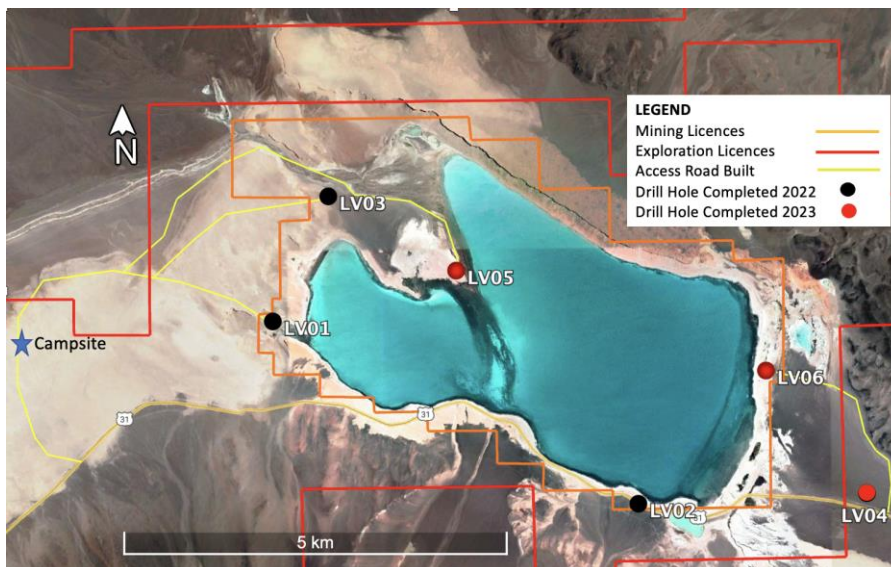 LEGEND
Mining Licences
Exploration Licences
Access Road Built
Drill Hole Completed 2022
Drill Hole Completed 2023
N
LV03
LV05
LV01
Campsite
LV06
31
31
LV04
LV02
31
5 km